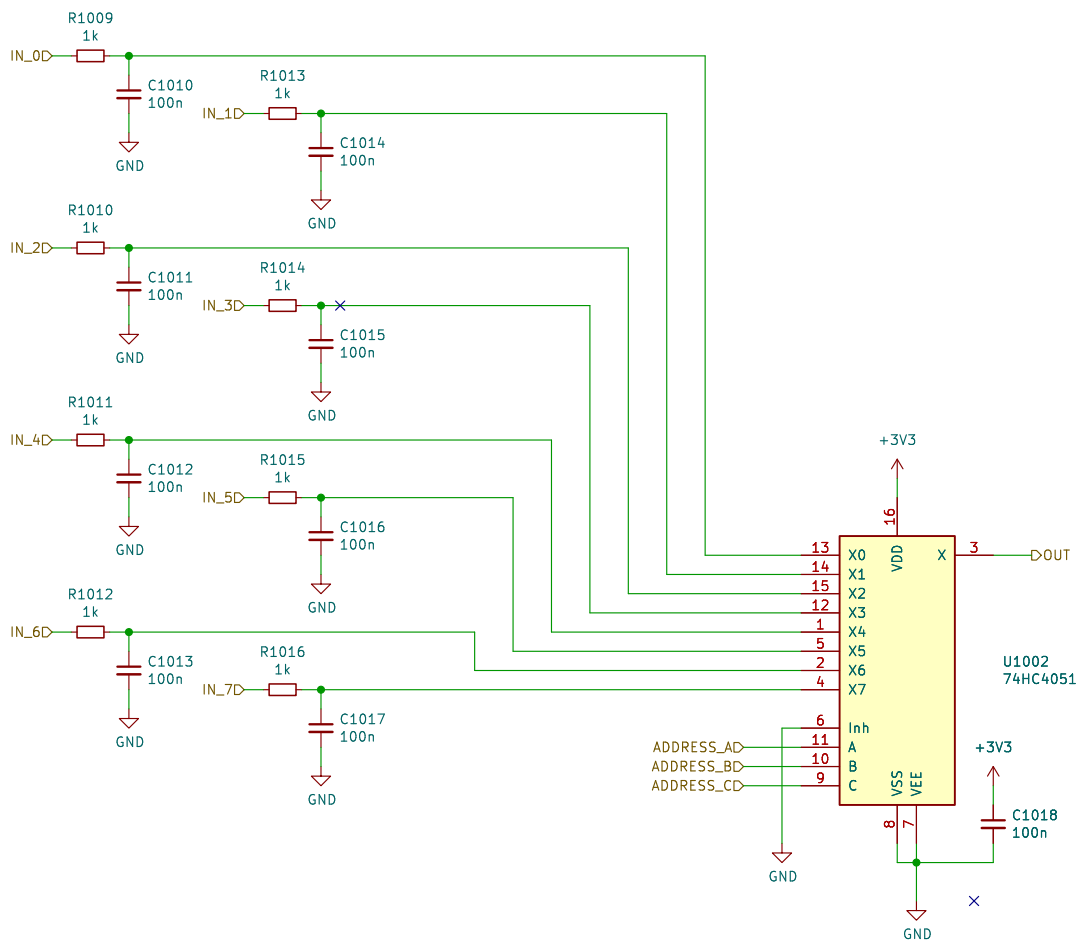 R1009
1k
IN_0
C1010
100n
GND
R1013
1k
IN_1
C1014
100n
GND
R1010
1k
IN_2
C1011
100n
GND
R1014
1k
IN_3
C1015
100n
GND
R1011
1k
IN_4
C1012
100n
GND
R1015
1k
IN_5
C1016
100n
GND
R1012
1k
IN_6
C1013
100n
GND
R1016
1k
IN_7
C1017
100n
GND
+3V3
16
VDD
13 X0
14 X1
15 X2
12 X3
1 X4
5 X5
2 X6
4 X7
6 Inh
ADDRESS_A 11 A
ADDRESS_B 10 B
ADDRESS_C 9 C
X 3 OUT
U1002
74HC4051
VSS
VEE
8
7
GND
+3V3
C1018
100n
GND